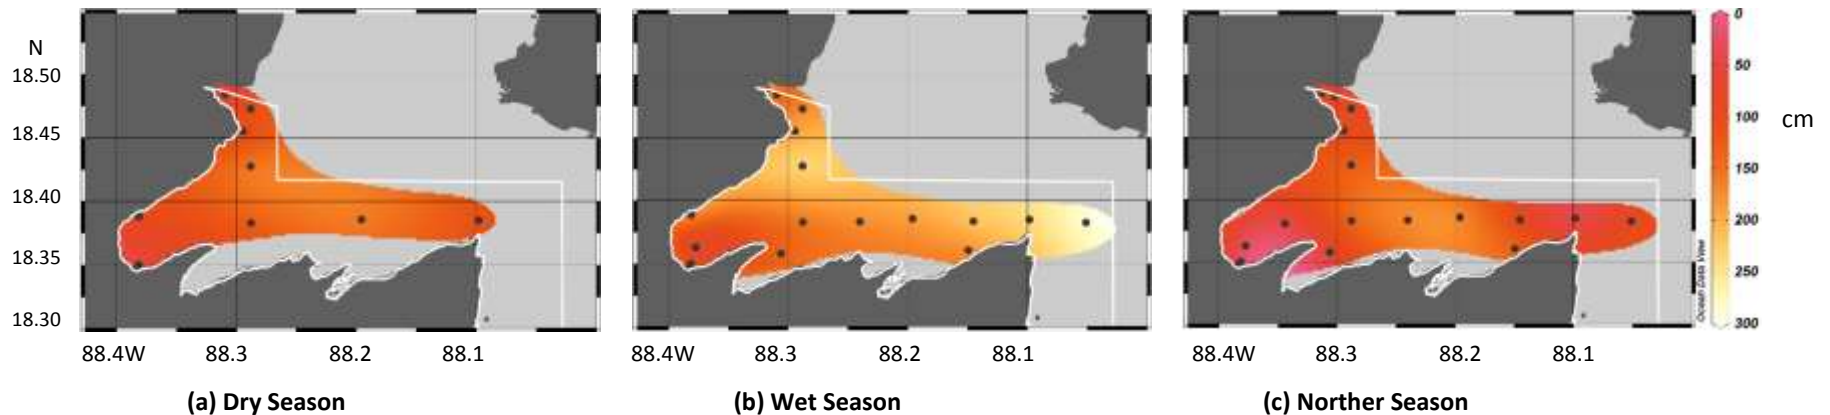 N
18.50
18.45
18.40
18.35
18.30
88.4W 88.3 88.2 88.1
88.4W 88.3 88.2 88.1
88.4W 88.3 88.2 88.1
0
50
100
150
200
250
300
cm
Ocean Data View
(a) Dry Season
(b) Wet Season
(c) Norther Season